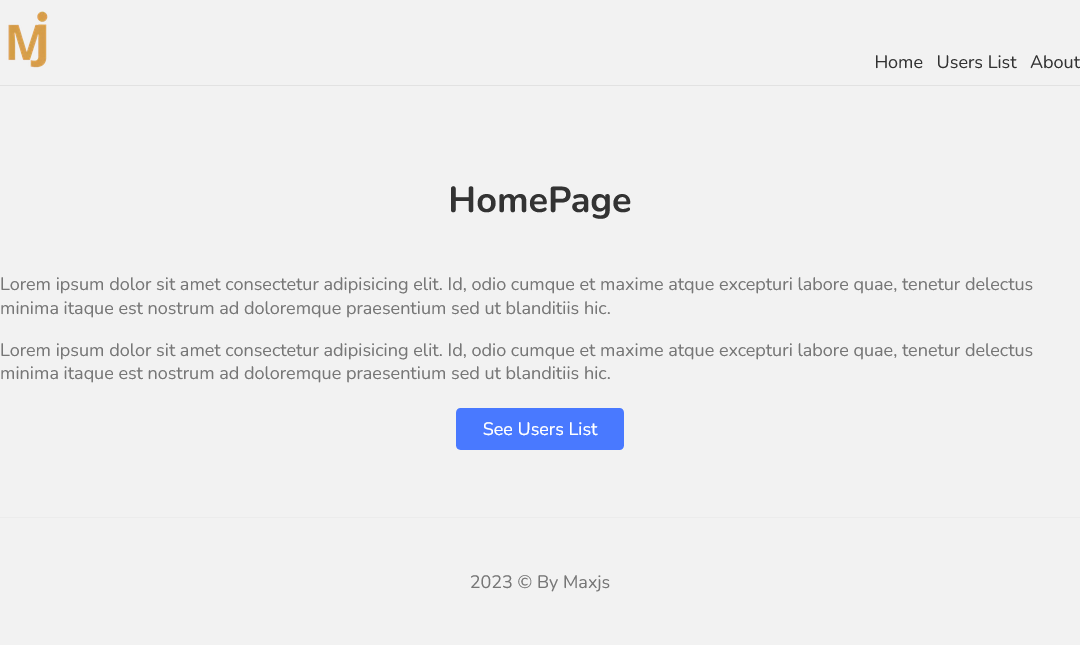 Mj
Home Users List About
HomePage
Lorem ipsum dolor sit amet consectetur adipisicing elit. Id, odio cumque et maxime atque excepturi labore quae, tenetur delectus
minima itaque est nostrum ad doloremque praesentium sed ut blanditiis hic.
Lorem ipsum dolor sit amet consectetur adipisicing elit. Id, odio cumque et maxime atque excepturi labore quae, tenetur delectus
minima itaque est nostrum ad doloremque praesentium sed ut blanditiis hic.
See Users List
2023 © By Maxjs